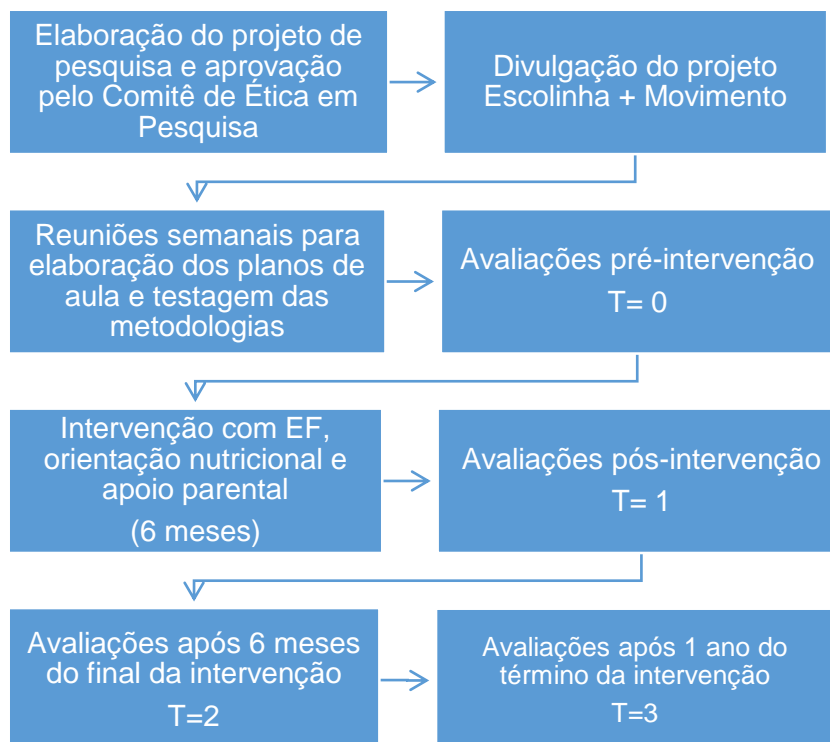 Elaboração do projeto de
pesquisa e aprovação
pelo Comitê de Ética em
Pesquisa
Divulgação do projeto
Escolinha + Movimento
Reuniões semanais para
elaboração dos planos de
aula e testagem das
metodologias
Avaliações pré-intervenção
T= 0
Intervenção com EF,
orientação nutricional e
apoio parental
(6 meses)
Avaliações pós-intervenção
T= 1
Avaliações após 6 meses
do final da intervenção
T=2
Avaliações após 1 ano do
término da intervenção
T=3